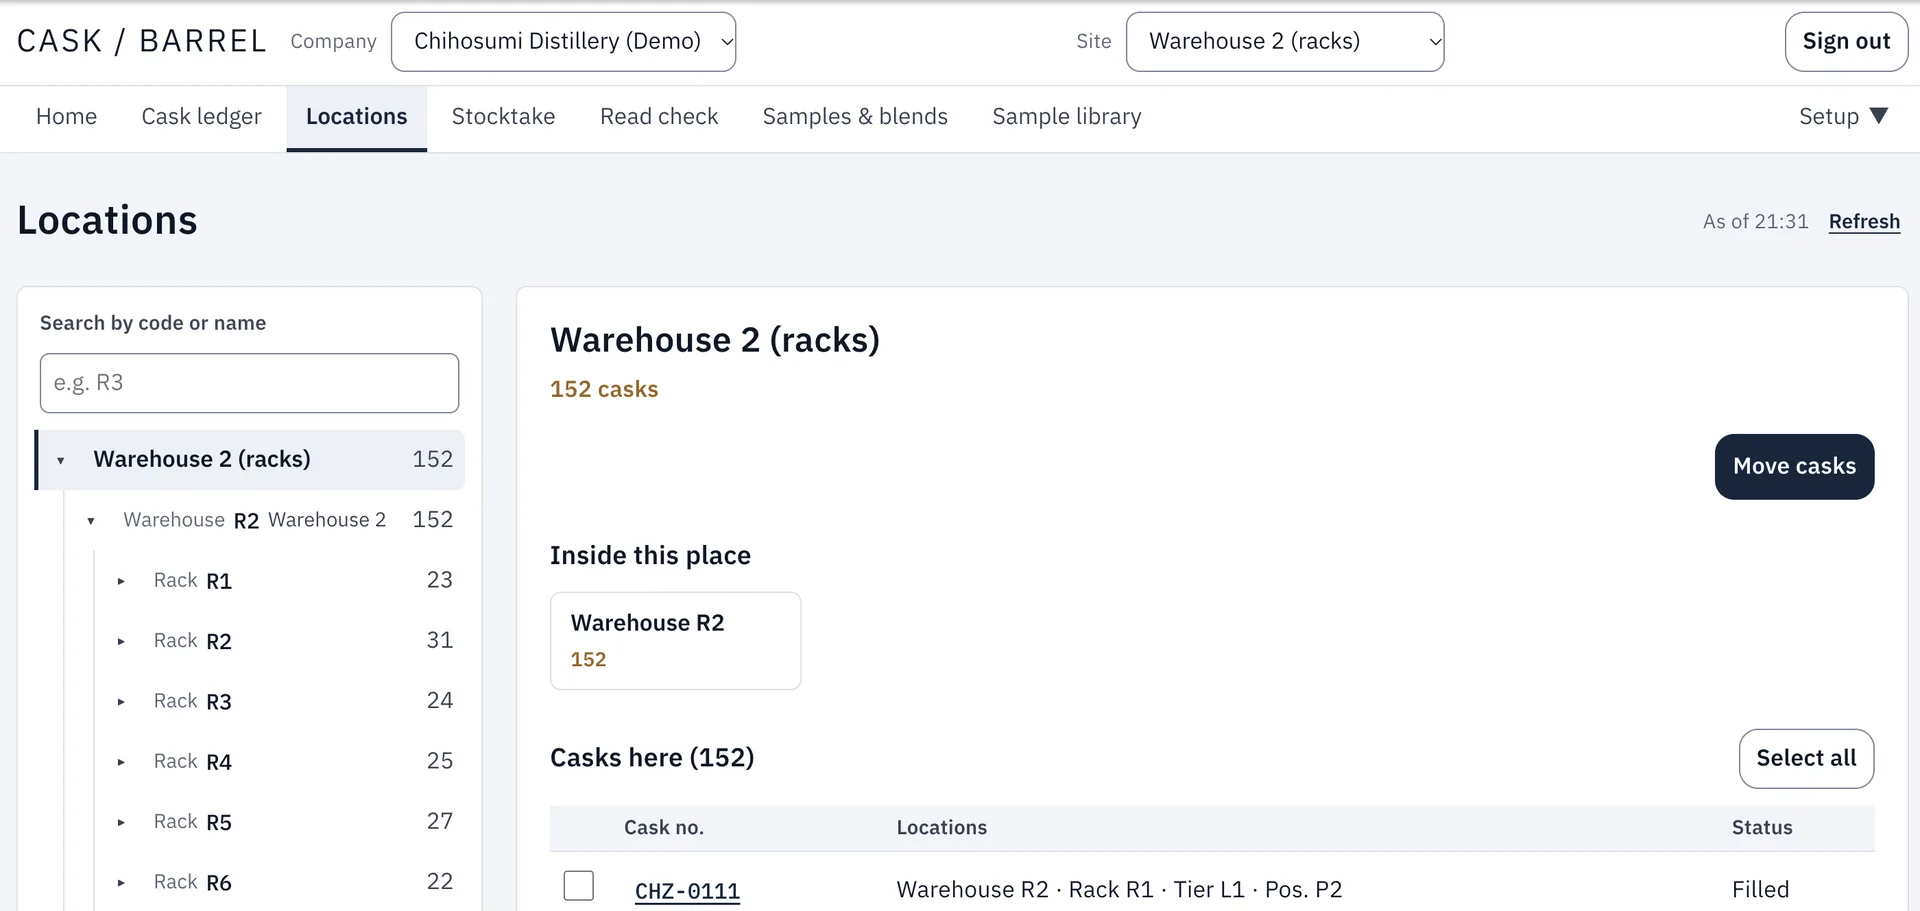 CASK / BARREL Company Chihosumi Distillery (Demo) Site Warehouse 2 (racks) Sign out
Home Cask ledger Locations Stocktake Read check Samples & blends Sample library Setup ▼
Locations
As of 21:31 Refresh
Search by code or name
e.g. R3
▾ Warehouse 2 (racks) 152
▾ Warehouse R2 Warehouse 2 152
▸ Rack R1 23
▸ Rack R2 31
▸ Rack R3 24
▸ Rack R4 25
▸ Rack R5 27
▸ Rack R6 22
Warehouse 2 (racks)
152 casks
Move casks
Inside this place
Warehouse R2
152
Casks here (152)
Select all
Cask no. Locations Status
CHZ-0111 Warehouse R2 · Rack R1 · Tier L1 · Pos. P2 Filled